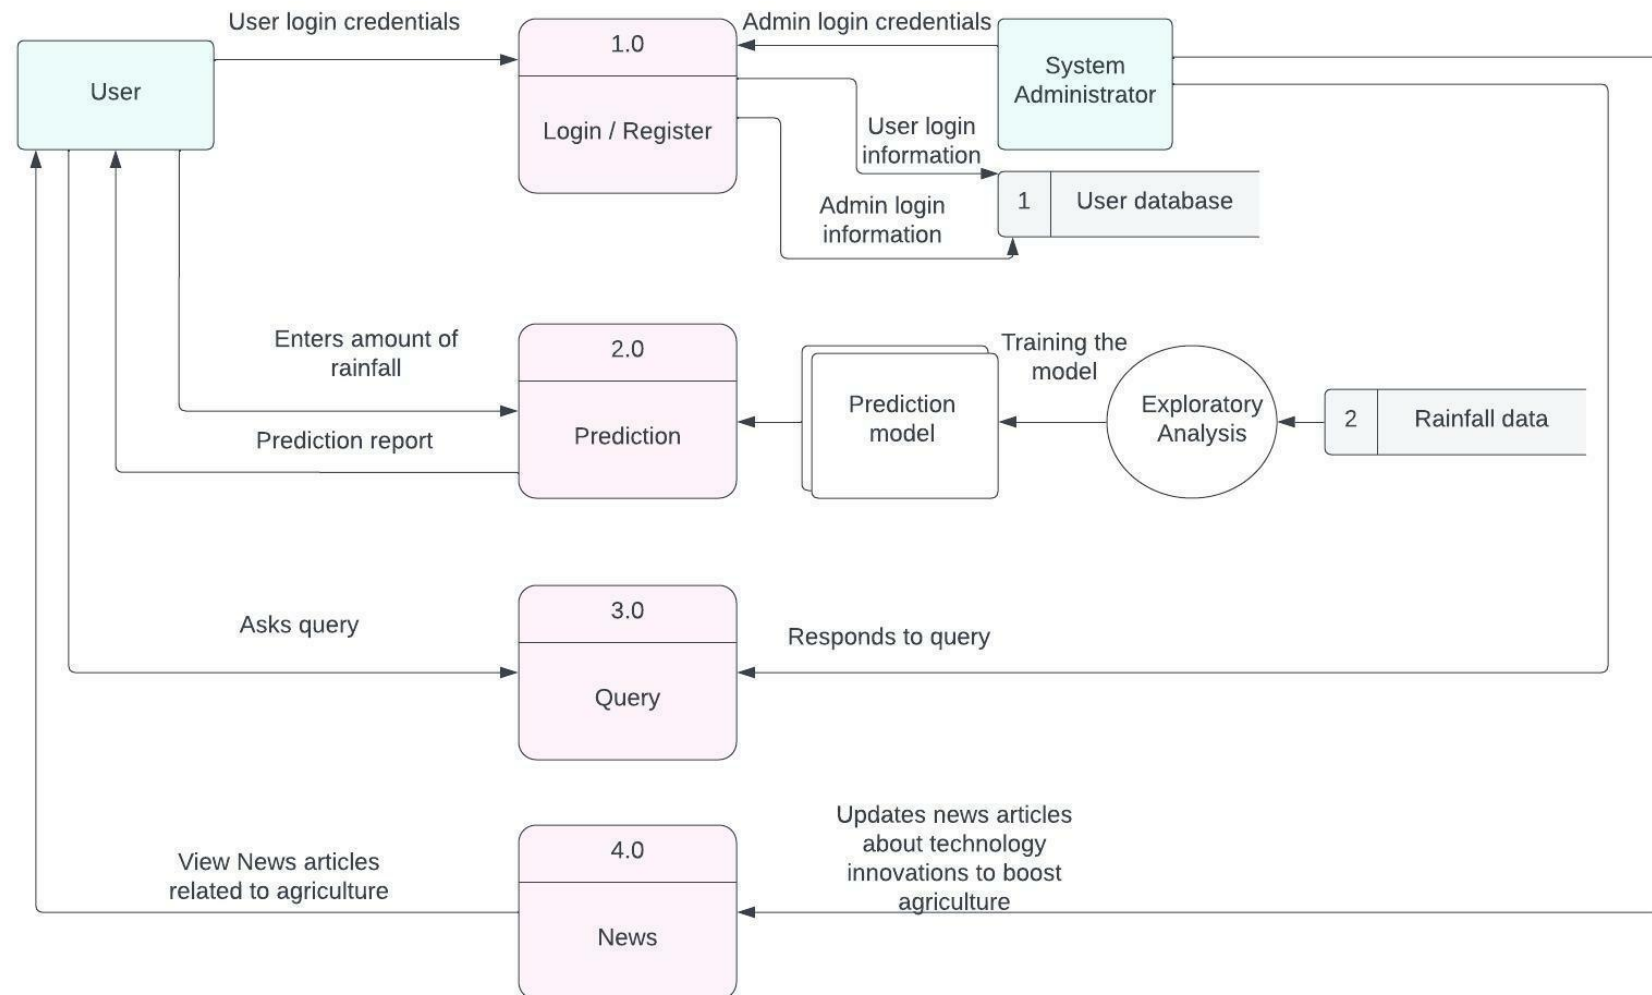 User login credentials
Admin login credentials
User
1.0
Login / Register
System
Administrator
User login
information
Admin login
information
1
User database
Enters amount of
rainfall
Prediction report
2.0
Prediction
Prediction
model
Training the
model
Exploratory
Analysis
2
Rainfall data
Asks query
3.0
Query
Responds to query
View News articles
related to agriculture
4.0
News
Updates news articles
about technology
innovations to boost
agriculture